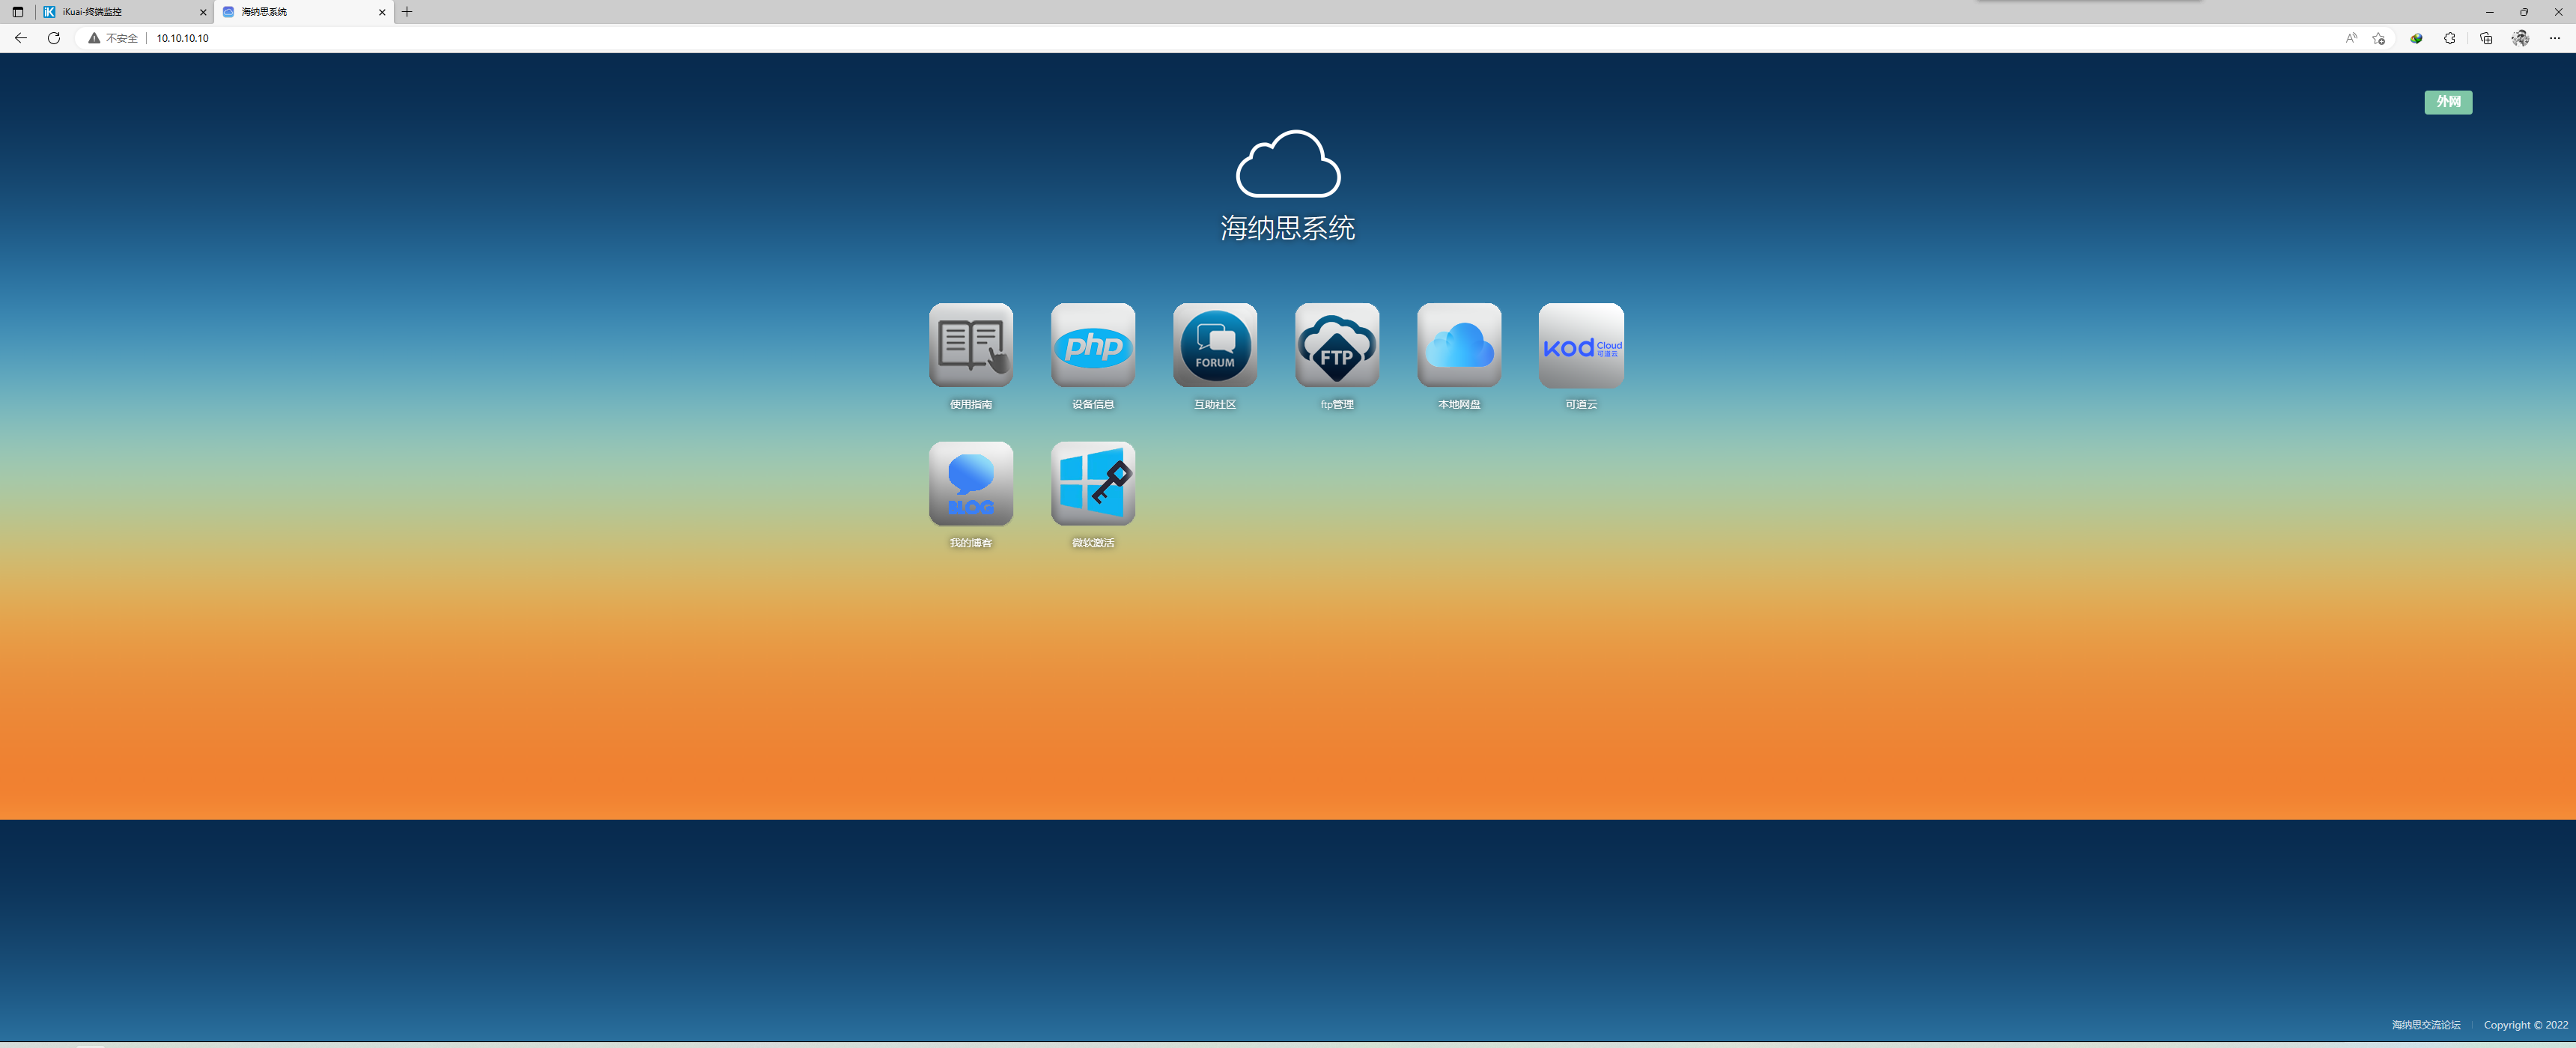 iKuai-终端监控
海纳思系统
不安全 10.10.10.10
外网
海纳思系统
php
FORUM
FTP
Kod Cloud 可道云
使用指南
设备信息
互助社区
ftp管理
本地网盘
可道云
BLOG
我的博客
微软激活
海纳思交流论坛 | Copyright © 2022